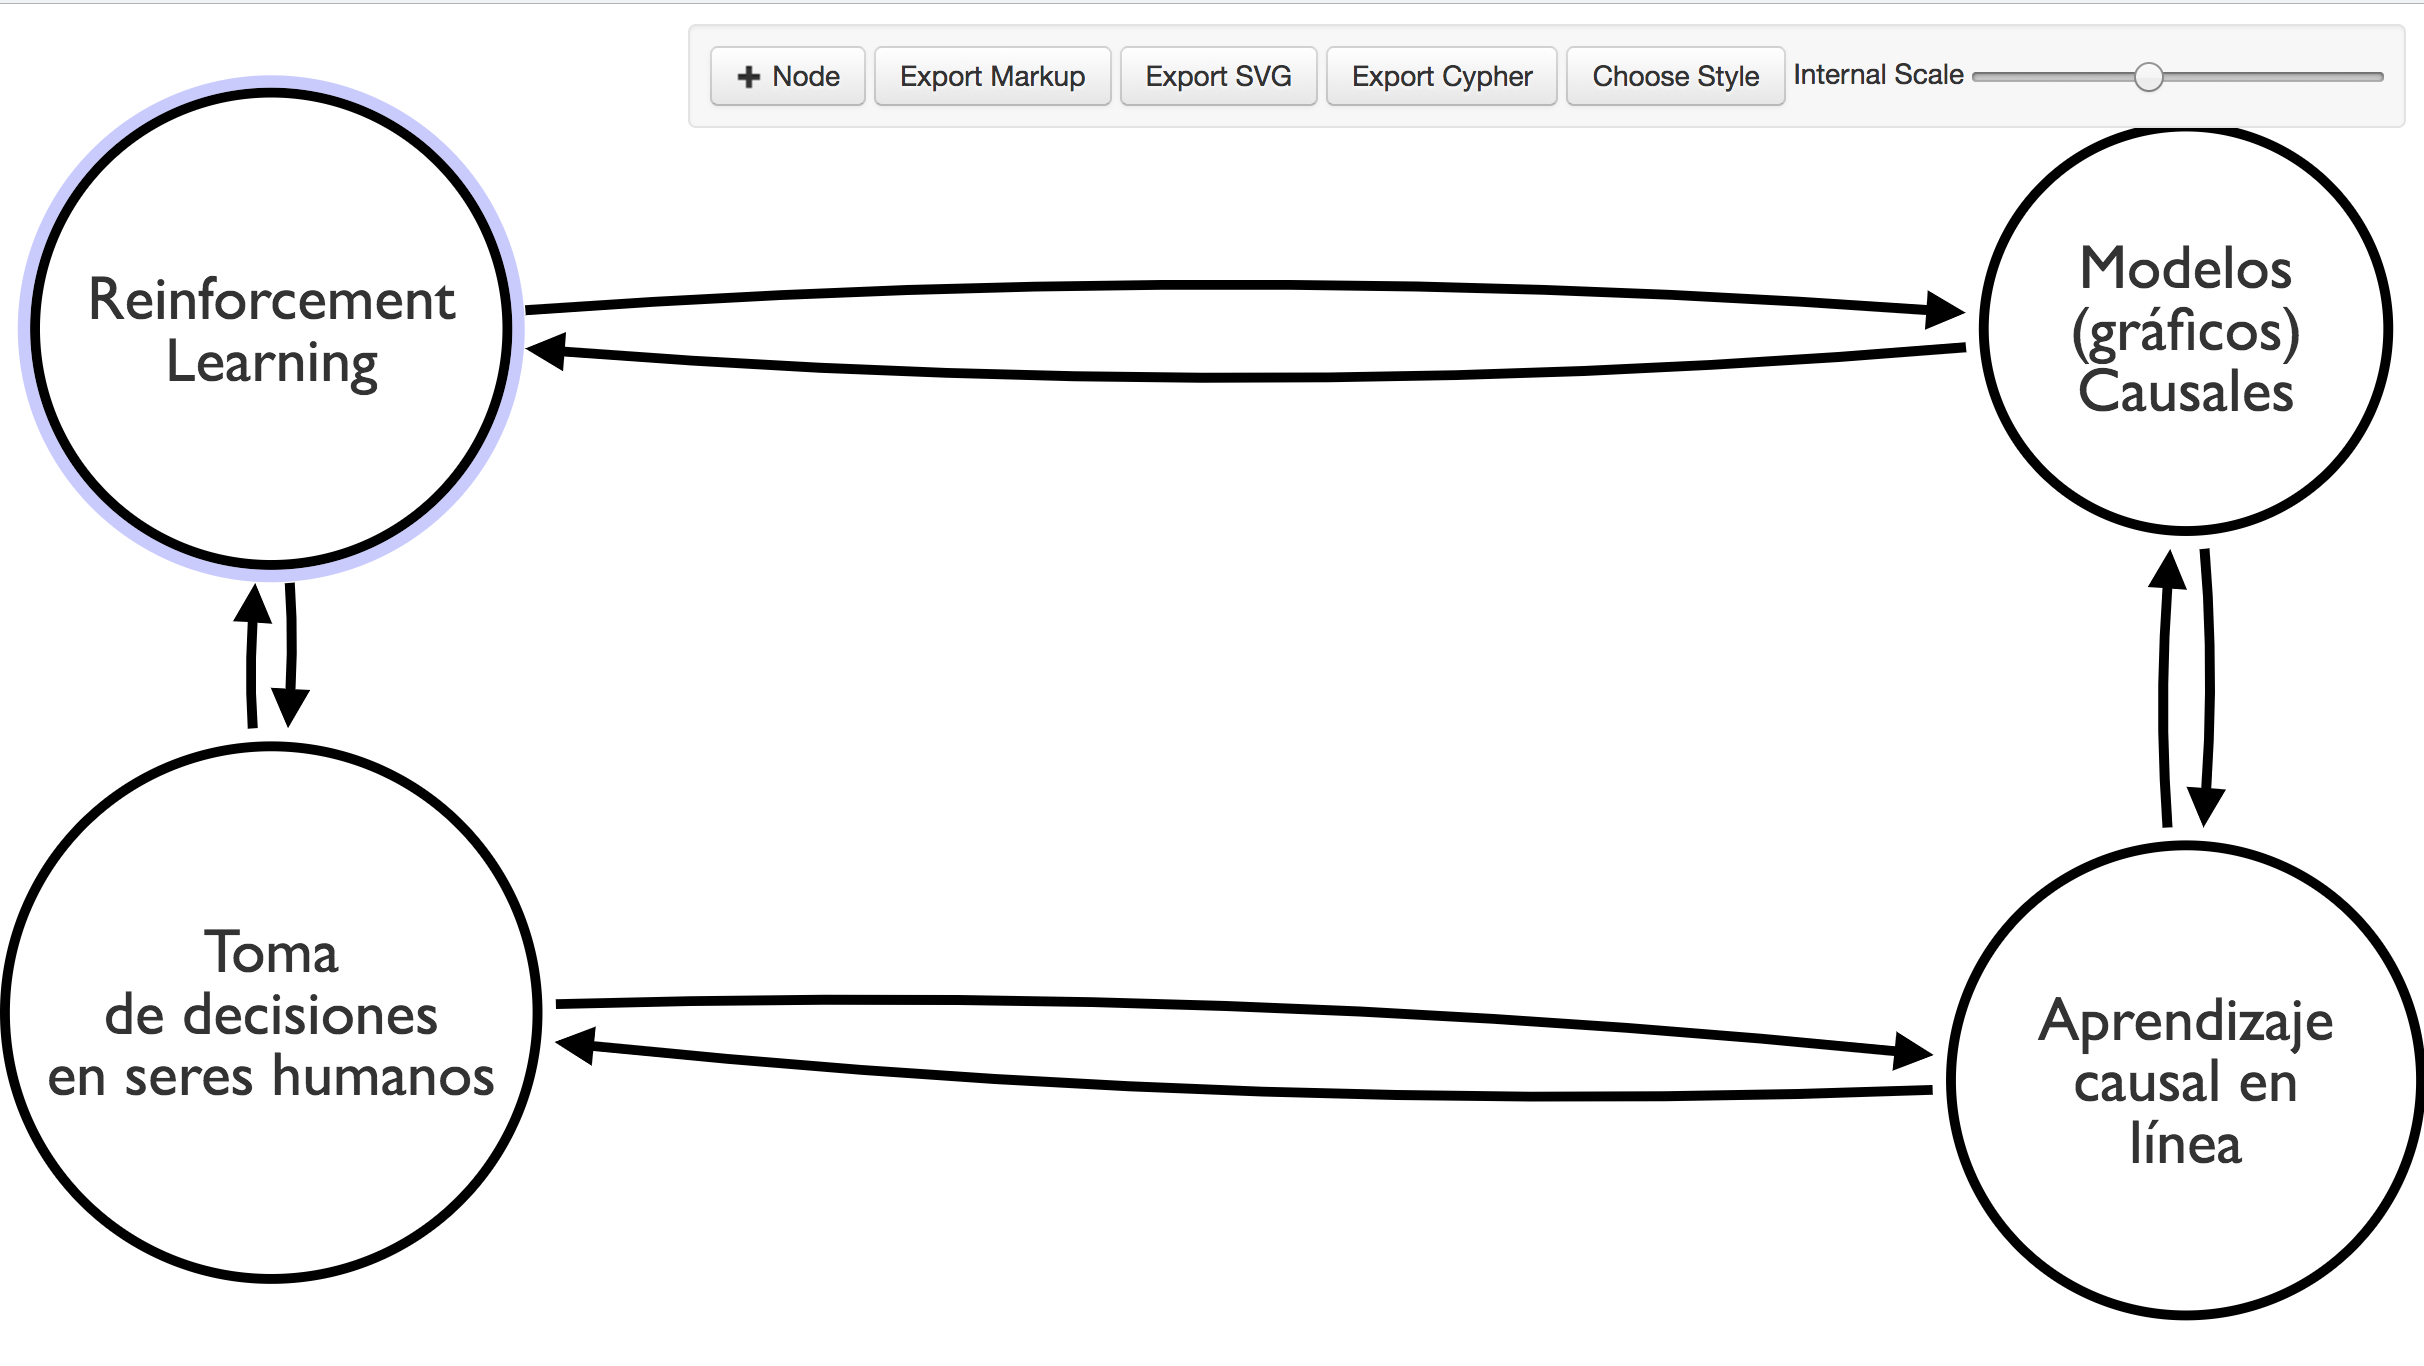 Node Export Markup Export SVG Export Cypher Choose Style Internal Scale
Reinforcement
Learning
Modelos
(gráficos)
Causales
Toma
de decisiones
en seres humanos
Aprendizaje
causal en
línea